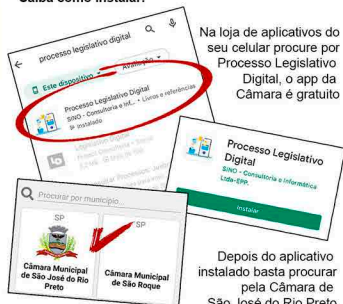 Saiba como instalar:
Na loja de aplicativos do
seu celular procure por
Processo Legislativo
Digital, o app da
Câmara é gratuito
processo legislativo digital
Este dispositivo
Avaliação
Processo Legislativo Digital
SINO - Consultoria e Inf... • Livros e referências
Instalado
Processo Legislativo
Digital
SINO - Consultoria e Informática
Ltda-EPP.
Instalar
Procurar por município...
SP
Câmara Municipal
de São José do Rio
Preto
SP
Câmara Municipal
de São Roque
Depois do aplicativo
instalado basta procurar
pela Câmara de
São José do Rio Preto